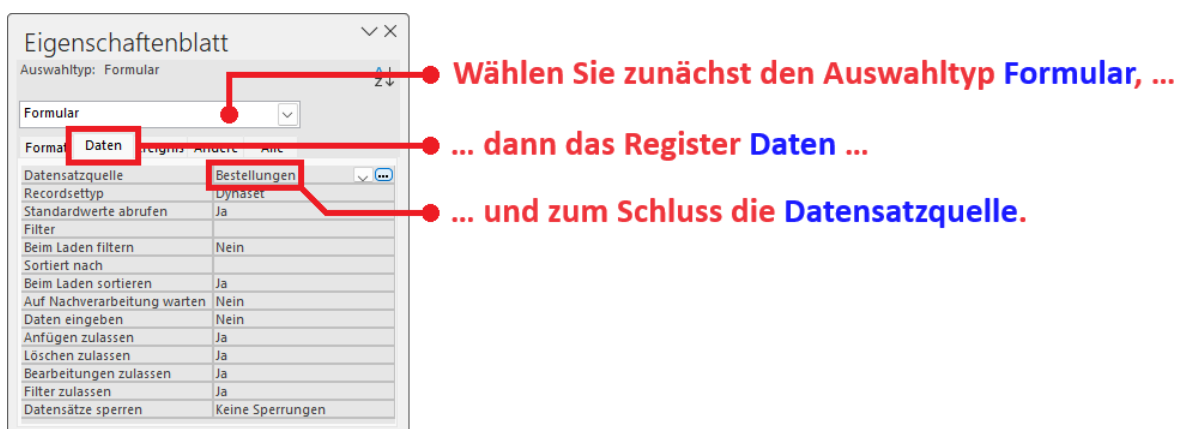 Eigenschaftenblatt
Auswahltyp: Formular
Wählen Sie zunächst den Auswahltyp Formular, ...
Formular
Format Daten Alle
... dann das Register Daten ...
Datensatzquelle Bestellungen
Recordsettyp Dynaset
Standardwerte abrufen Ja
... und zum Schluss die Datensatzquelle.
Filter
Beim Laden filtern Nein
Sortiert nach
Beim Laden sortieren Ja
Auf Nachverarbeitung warten Nein
Daten eingeben Nein
Anfügen zulassen Ja
Löschen zulassen Ja
Bearbeitungen zulassen Ja
Filter zulassen Ja
Datensätze sperren Keine Sperrungen